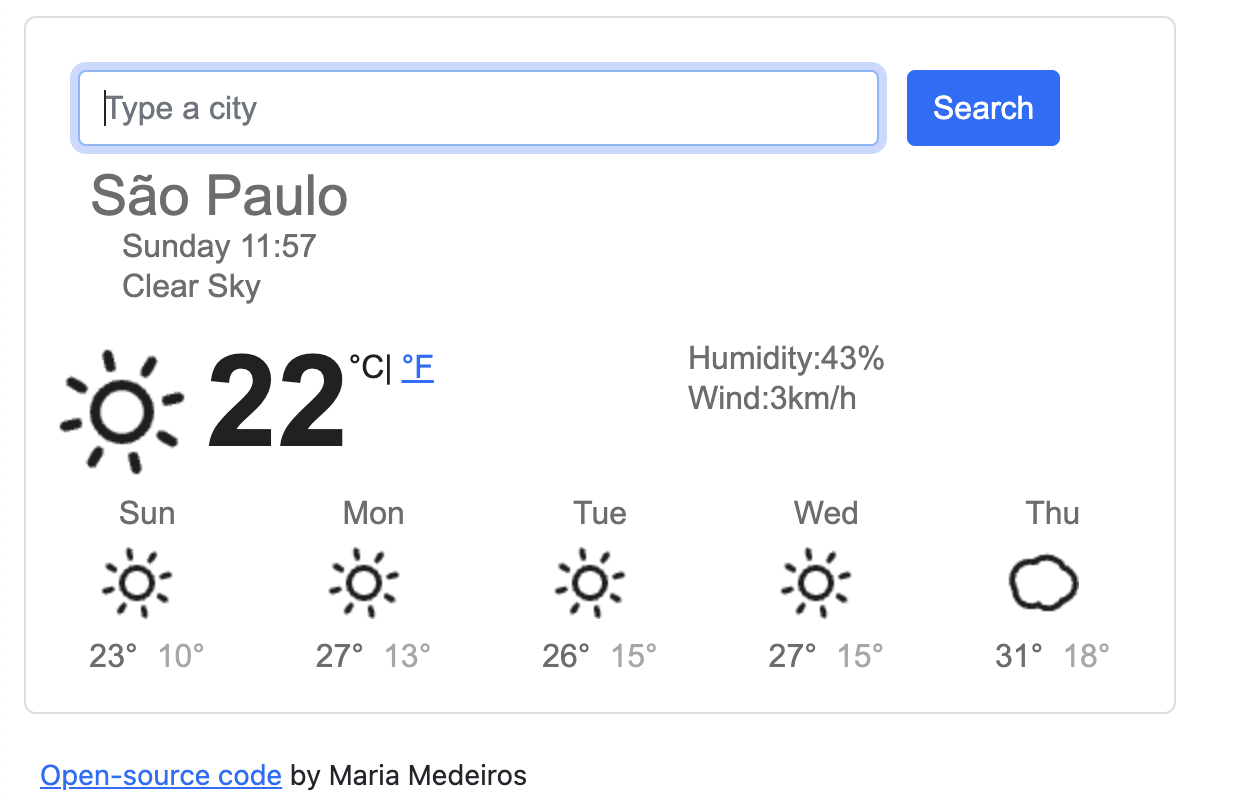 Type a city
Search
São Paulo
Sunday 11:57
Clear Sky
22 °C| °F
Humidity:43%
Wind:3km/h
Sun Mon Tue Wed Thu
23° 10° 27° 13° 26° 15° 27° 15° 31° 18°
Open-source code by Maria Medeiros